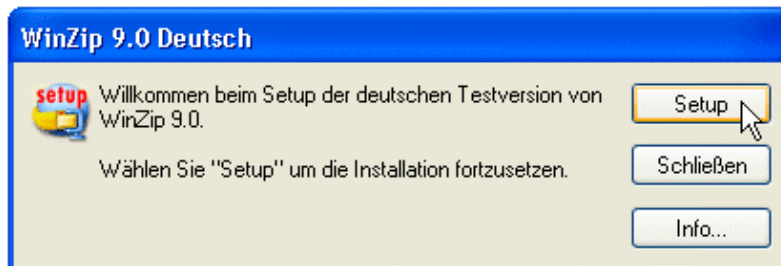 WinZip 9.0 Deutsch
setup
Willkommen beim Setup der deutschen Testversion von
WinZip 9.0.
Wählen Sie "Setup" um die Installation fortzusetzen.
Setup
Schließen
Info...